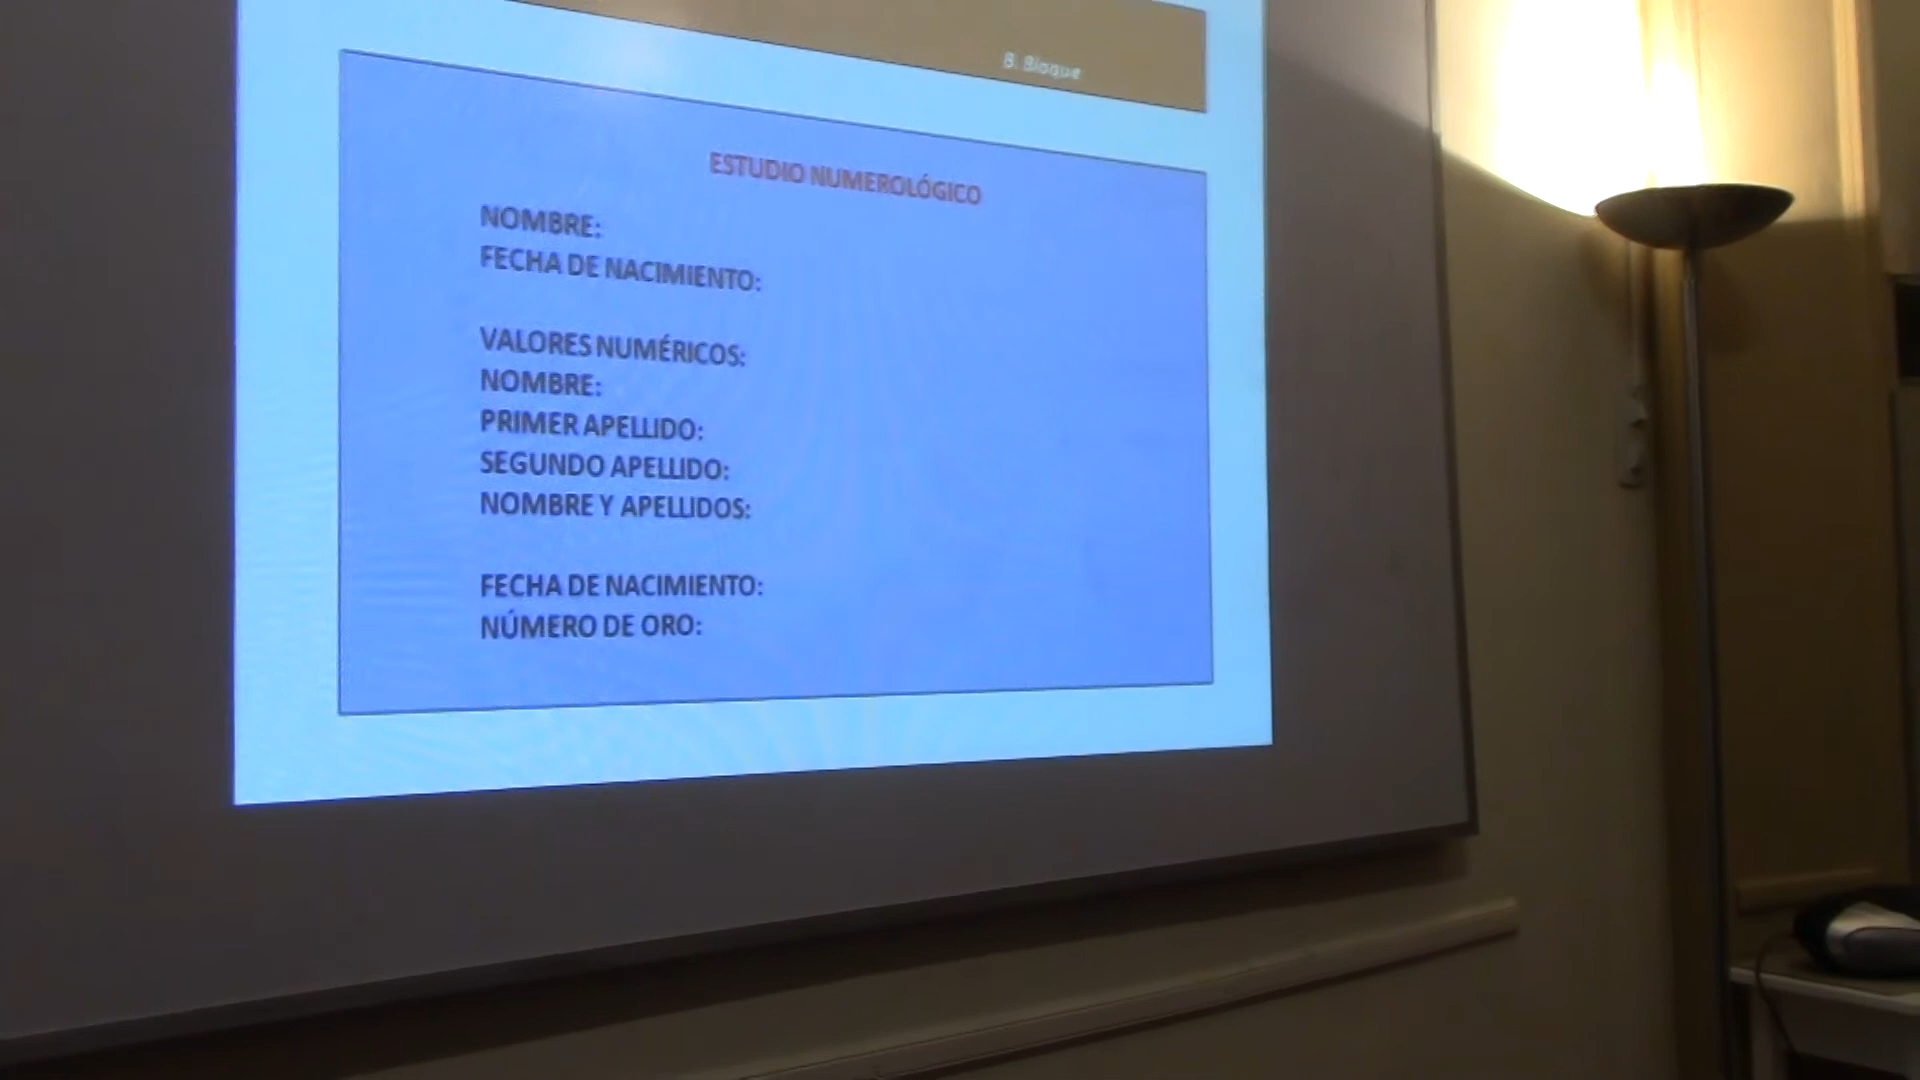 B. Bloque
ESTUDIO NUMEROLÓGICO
NOMBRE:
FECHA DE NACIMIENTO:
VALORES NUMÉRICOS:
NOMBRE:
PRIMER APELLIDO:
SEGUNDO APELLIDO:
NOMBRE Y APELLIDOS:
FECHA DE NACIMIENTO:
NÚMERO DE ORO: